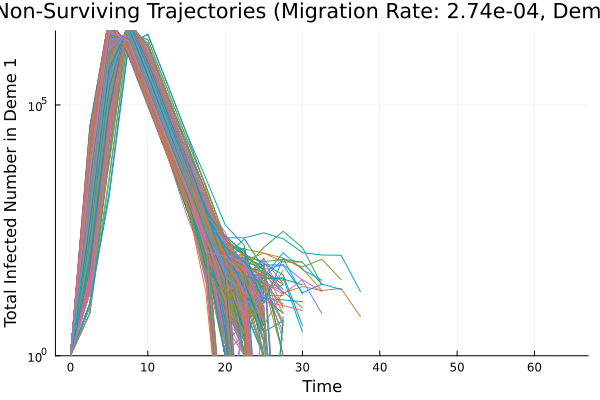 Non-Surviving Trajectories (Migration Rate: 2.74e-04, Dem
Total Infected Number in Deme 1
10^5
10^0
0 10 20 30 40 50 60
Time